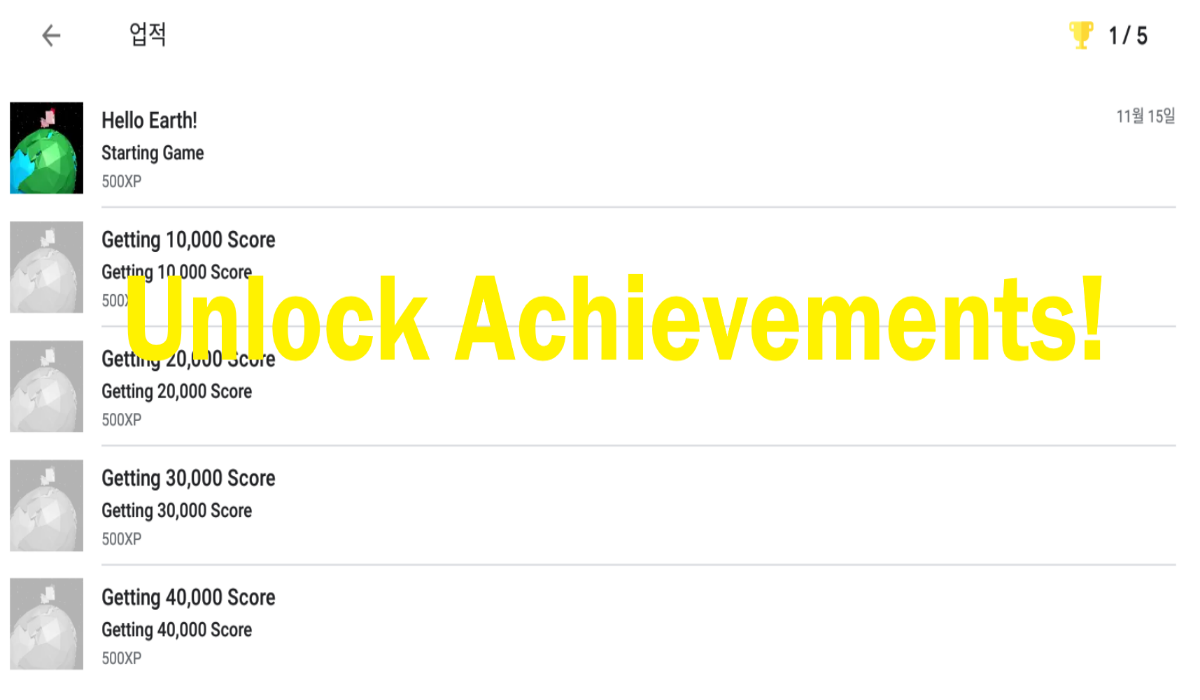 업적
1 / 5
Hello Earth!
11월 15일
Starting Game
500XP
Getting 10,000 Score
Getting 10,000 Score
500XP
Unlock Achievements!
Getting 20,000 Score
Getting 20,000 Score
500XP
Getting 30,000 Score
Getting 30,000 Score
500XP
Getting 40,000 Score
Getting 40,000 Score
500XP